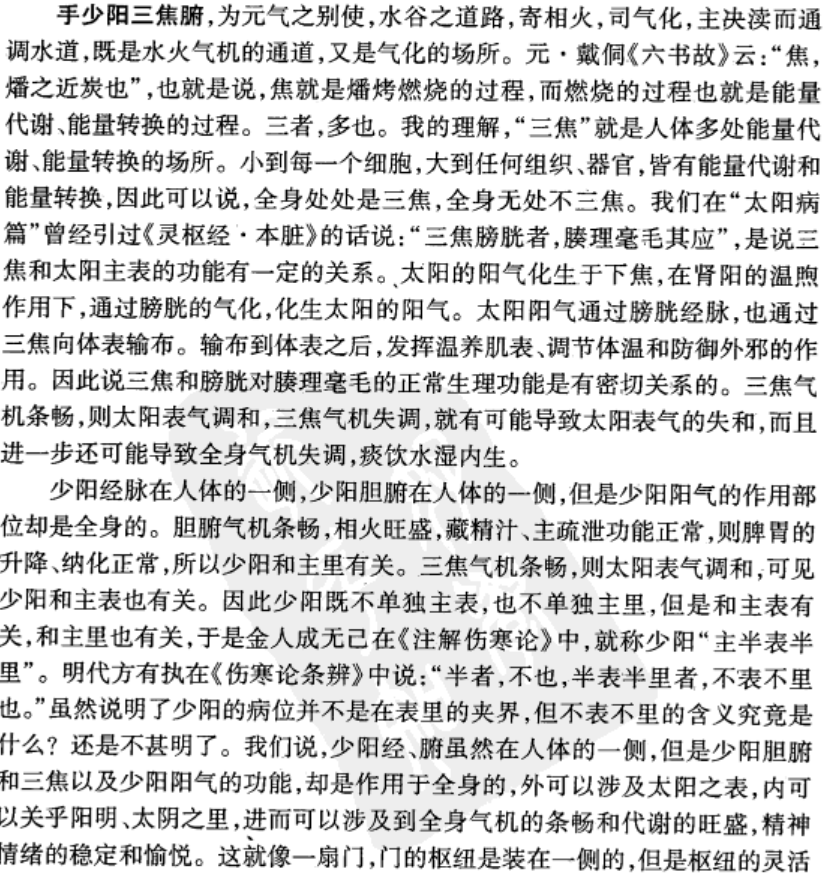 手少阳三焦腑,为元气之别使,水谷之道路,寄相火,司气化,主决渎而通
调水道,既是水火气机的通道,又是气化的场所。元·戴侗《六书故》云:“焦,
燔之近炭也”,也就是说,焦就是燔烤燃烧的过程,而燃烧的过程也就是能量
代谢、能量转换的过程。三者,多也。我的理解,“三焦”就是人体多处能量代
谢、能量转换的场所。小到每一个细胞,大到任何组织、器官,皆有能量代谢和
能量转换,因此可以说,全身处处是三焦,全身无处不三焦。我们在“太阳病
篇”曾经引过《灵枢经·本脏》的话说:“三焦膀胱者,腠理毫毛其应”,是说三
焦和太阳主表的功能有一定的关系。太阳的阳气化生于下焦,在肾阳的温煦
作用下,通过膀胱的气化,化生太阳的阳气。太阳阳气通过膀胱经脉,也通过
三焦向体表输布。输布到体表之后,发挥温养肌表、调节体温和防御外邪的作
用。因此说三焦和膀胱对腠理毫毛的正常生理功能是有密切关系的。三焦气
机条畅,则太阳表气调和,三焦气机失调,就有可能导致太阳表气的失和,而且
进一步还可能导致全身气机失调,痰饮水湿内生。
少阳经脉在人体的一侧,少阳胆腑在人体的一侧,但是少阳阳气的作用部
位却是全身的。胆腑气机条畅,相火旺盛,藏精汁、主疏泄功能正常,则脾胃的
升降、纳化正常,所以少阳和主里有关。三焦气机条畅,则太阳表气调和,可见
少阳和主表也有关。因此少阳既不单独主表,也不单独主里,但是和主表有
关,和主里也有关,于是金人成无己在《注解伤寒论》中,就称少阳“主半表半
里”。明代方有执在《伤寒论条辨》中说:“半者,不也,半表半里者,不表不里
也。”虽然说明了少阳的病位并不是在表里的夹界,但不表不里的含义究竟是
什么?还是不甚明了。我们说,少阳经、腑虽然在人体的一侧,但是少阳胆腑
和三焦以及少阳阳气的功能,却是作用于全身的,外可以涉及太阳之表,内可
以关乎阳明、太阴之里,进而可以涉及到全身气机的条畅和代谢的旺盛,精神
情绪的稳定和愉悦。这就像一扇门,门的枢纽是装在一侧的,但是枢纽的灵活